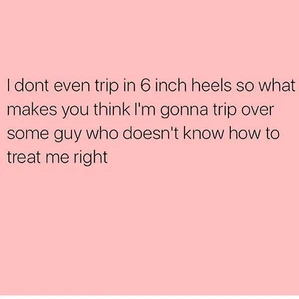 I dont even trip in 6 inch heels so what
makes you think I'm gonna trip over
some guy who doesn't know how to
treat me right